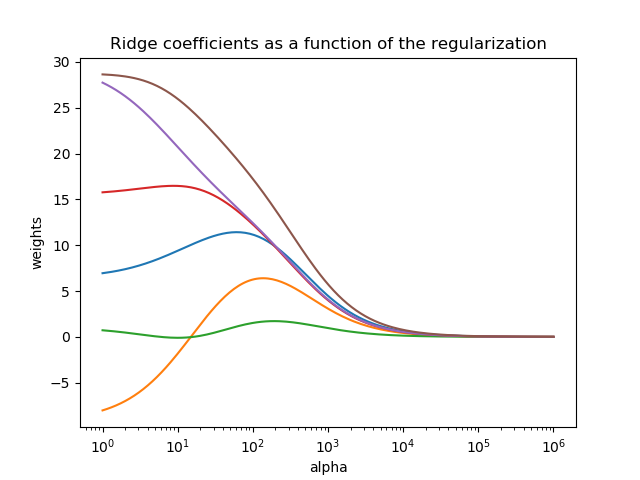 Ridge coefficients as a function of the regularization
30
25
20
15
10
5
0
−5
weights
10⁰ 10¹ 10² 10³ 10⁴ 10⁵ 10⁶
alpha